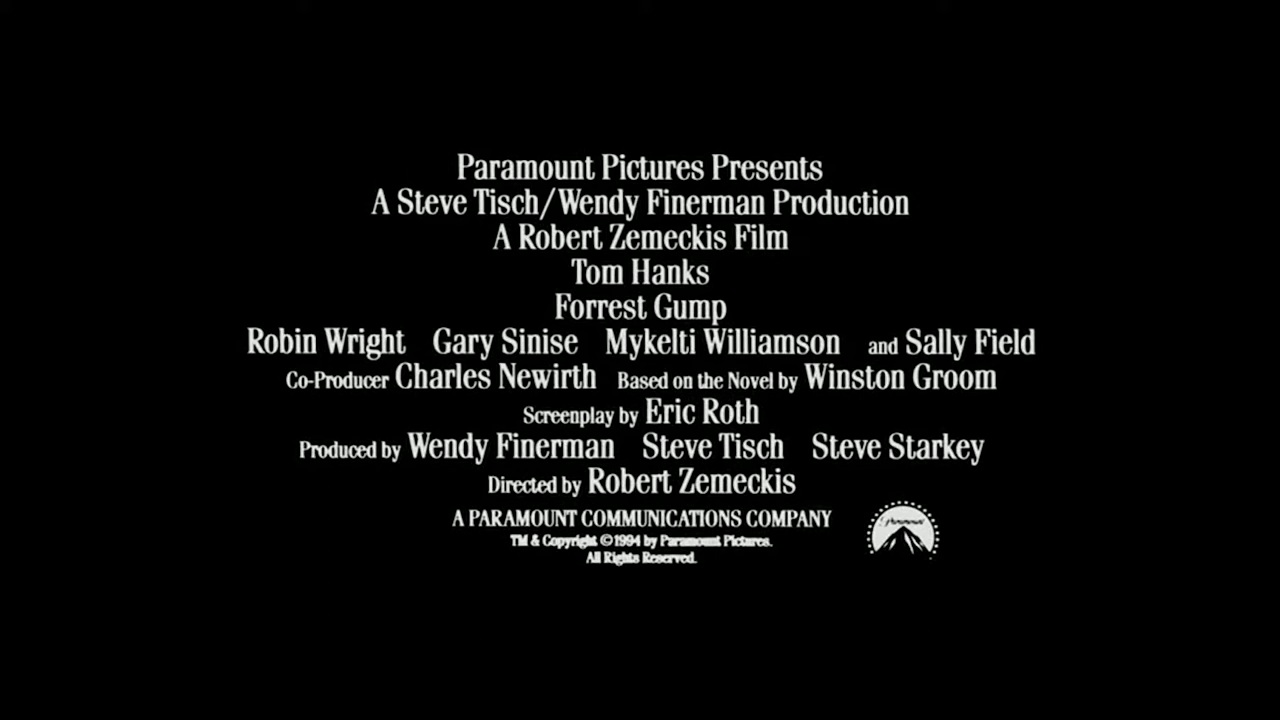 Paramount Pictures Presents
A Steve Tisch/Wendy Finerman Production
A Robert Zemeckis Film
Tom Hanks
Forrest Gump
Robin Wright Gary Sinise Mykelti Williamson and Sally Field
Co-Producer Charles Newirth Based on the Novel by Winston Groom
Screenplay by Eric Roth
Produced by Wendy Finerman Steve Tisch Steve Starkey
Directed by Robert Zemeckis
A PARAMOUNT COMMUNICATIONS COMPANY
Paramount
TM & Copyright ©1994 by Paramount Pictures.
All Rights Reserved.